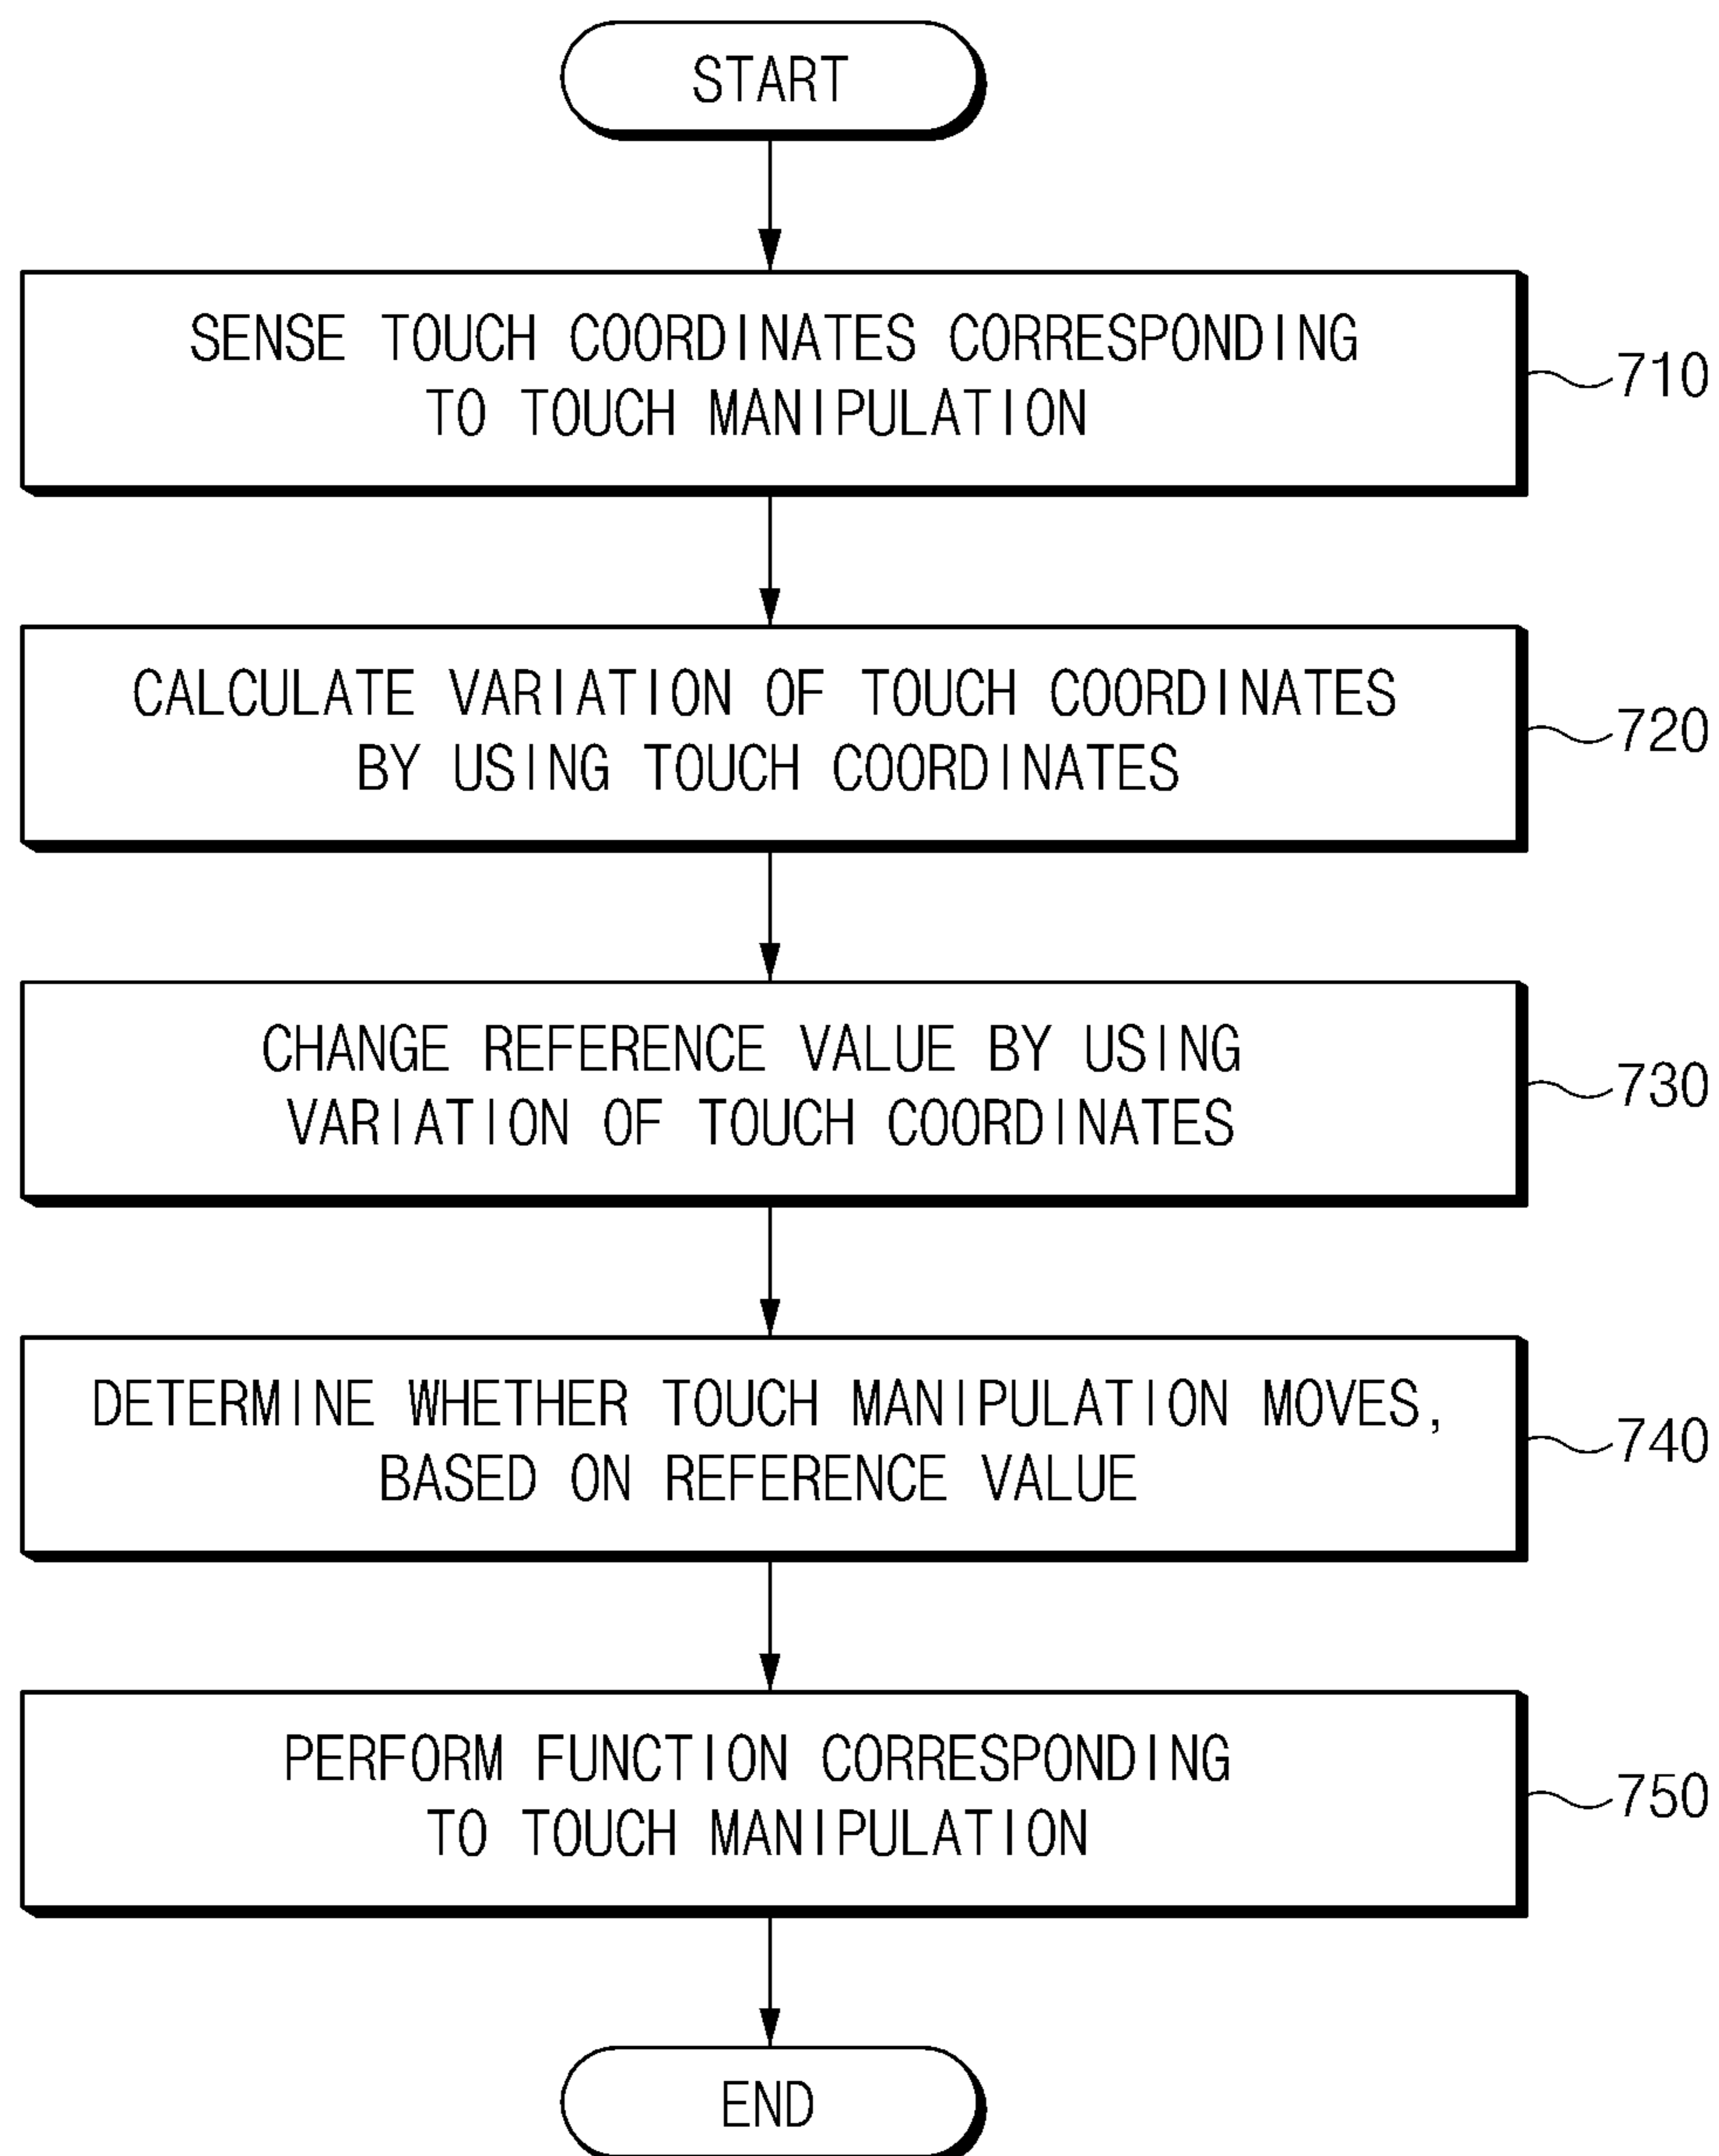 START
SENSE TOUCH COORDINATES CORRESPONDING
TO TOUCH MANIPULATION
710
CALCULATE VARIATION OF TOUCH COORDINATES
BY USING TOUCH COORDINATES
720
CHANGE REFERENCE VALUE BY USING
VARIATION OF TOUCH COORDINATES
730
DETERMINE WHETHER TOUCH MANIPULATION MOVES,
BASED ON REFERENCE VALUE
740
PERFORM FUNCTION CORRESPONDING
TO TOUCH MANIPULATION
750
END